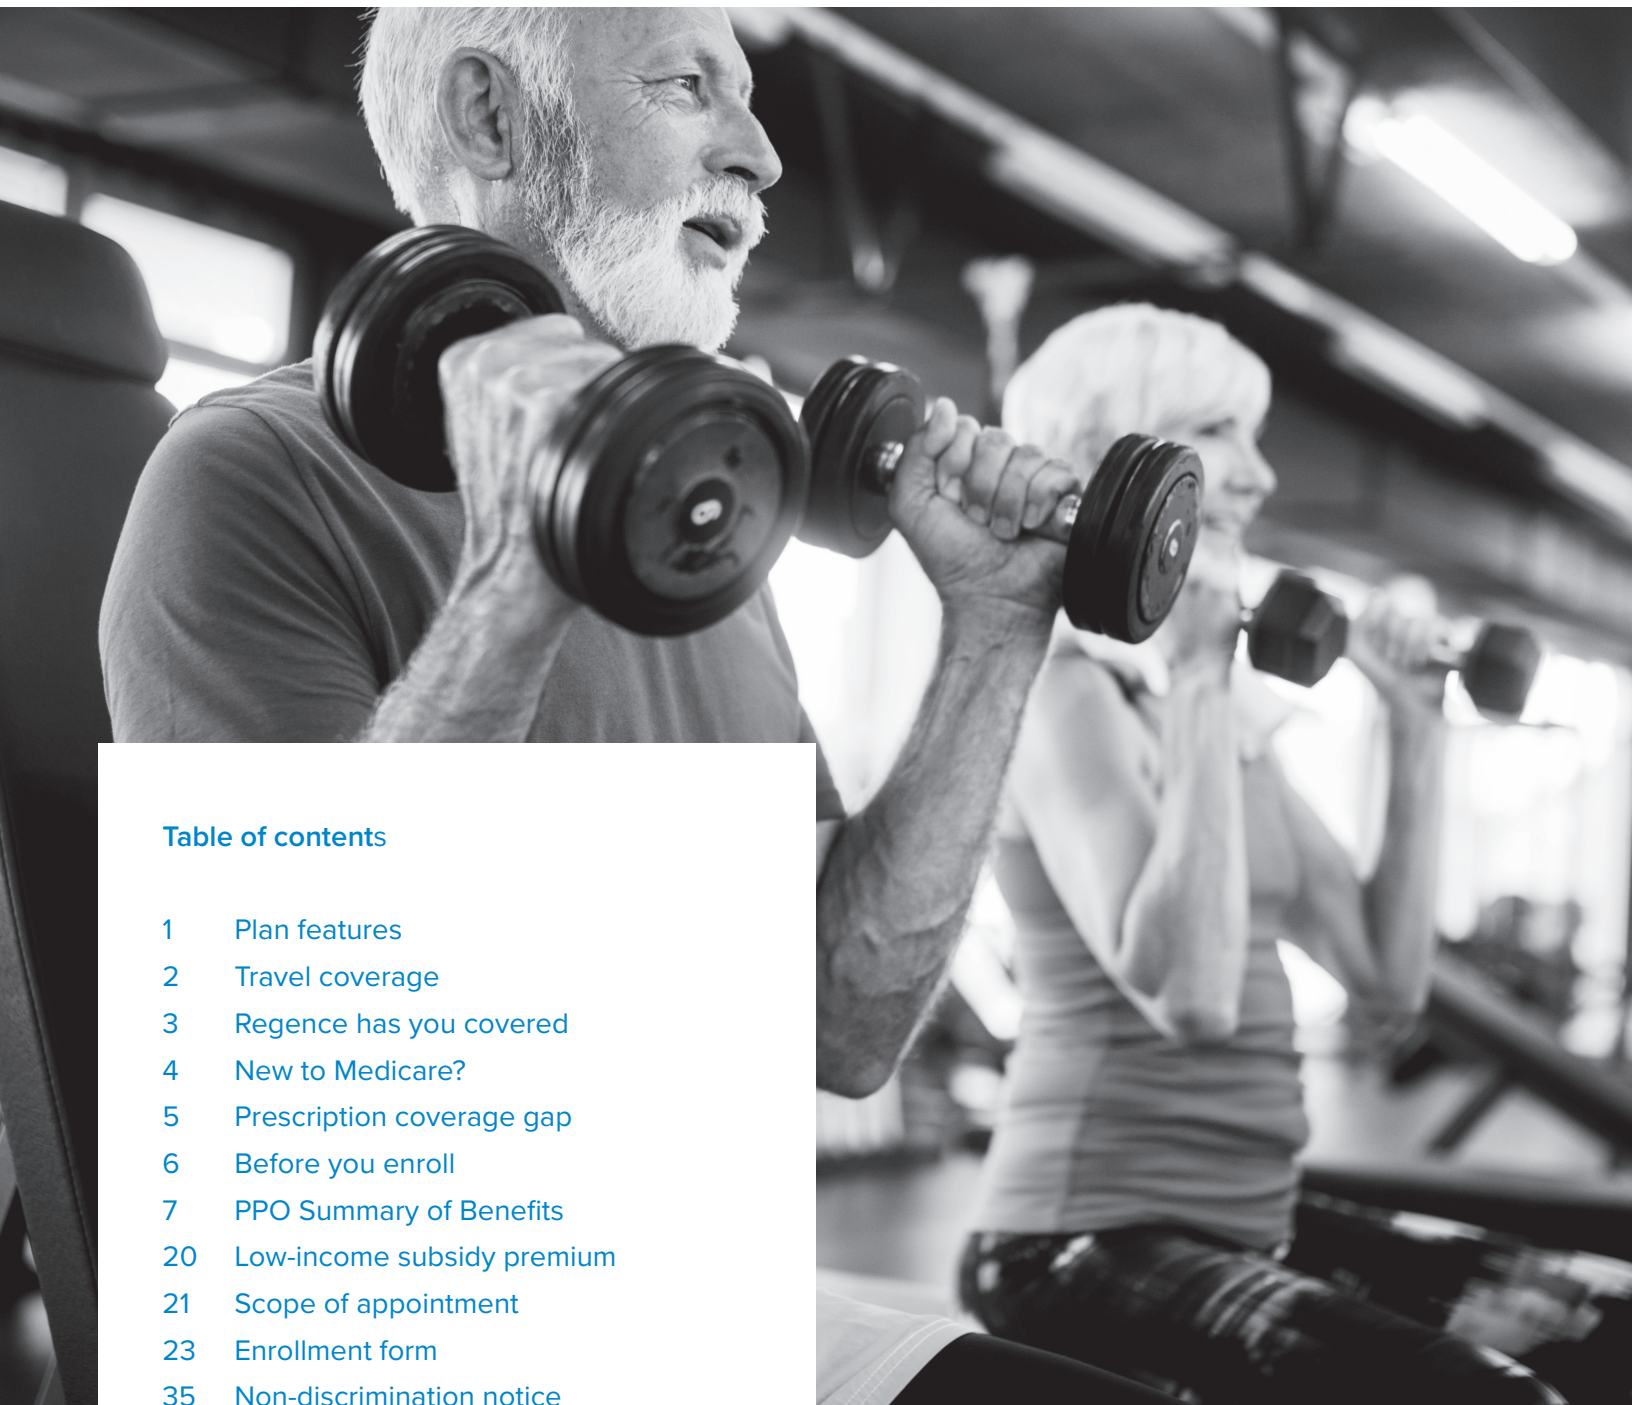 Table of contents
1 Plan features
2 Travel coverage
3 Regence has you covered
4 New to Medicare?
5 Prescription coverage gap
6 Before you enroll
7 PPO Summary of Benefits
20 Low-income subsidy premium
21 Scope of appointment
23 Enrollment form
35 Non-discrimination notice